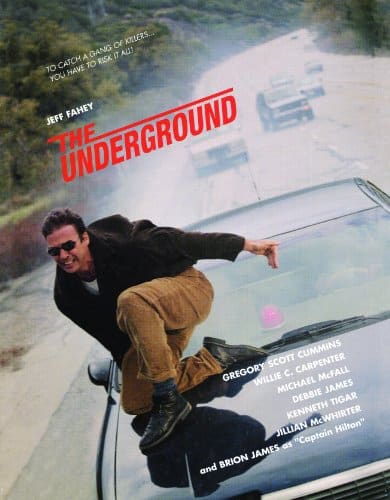 TO CATCH A GANG OF KILLERS...
YOU HAVE TO RISK IT ALL!
JEFF FAHEY
THE
UNDERGROUND
GREGORY SCOTT CUMMINS
WILLIE C. CARPENTER
MICHAEL McFALL
DEBBIE JAMES
KENNETH TIGAR
JILLIAN McWHIRTER
and BRION JAMES as "Captain Hilton"